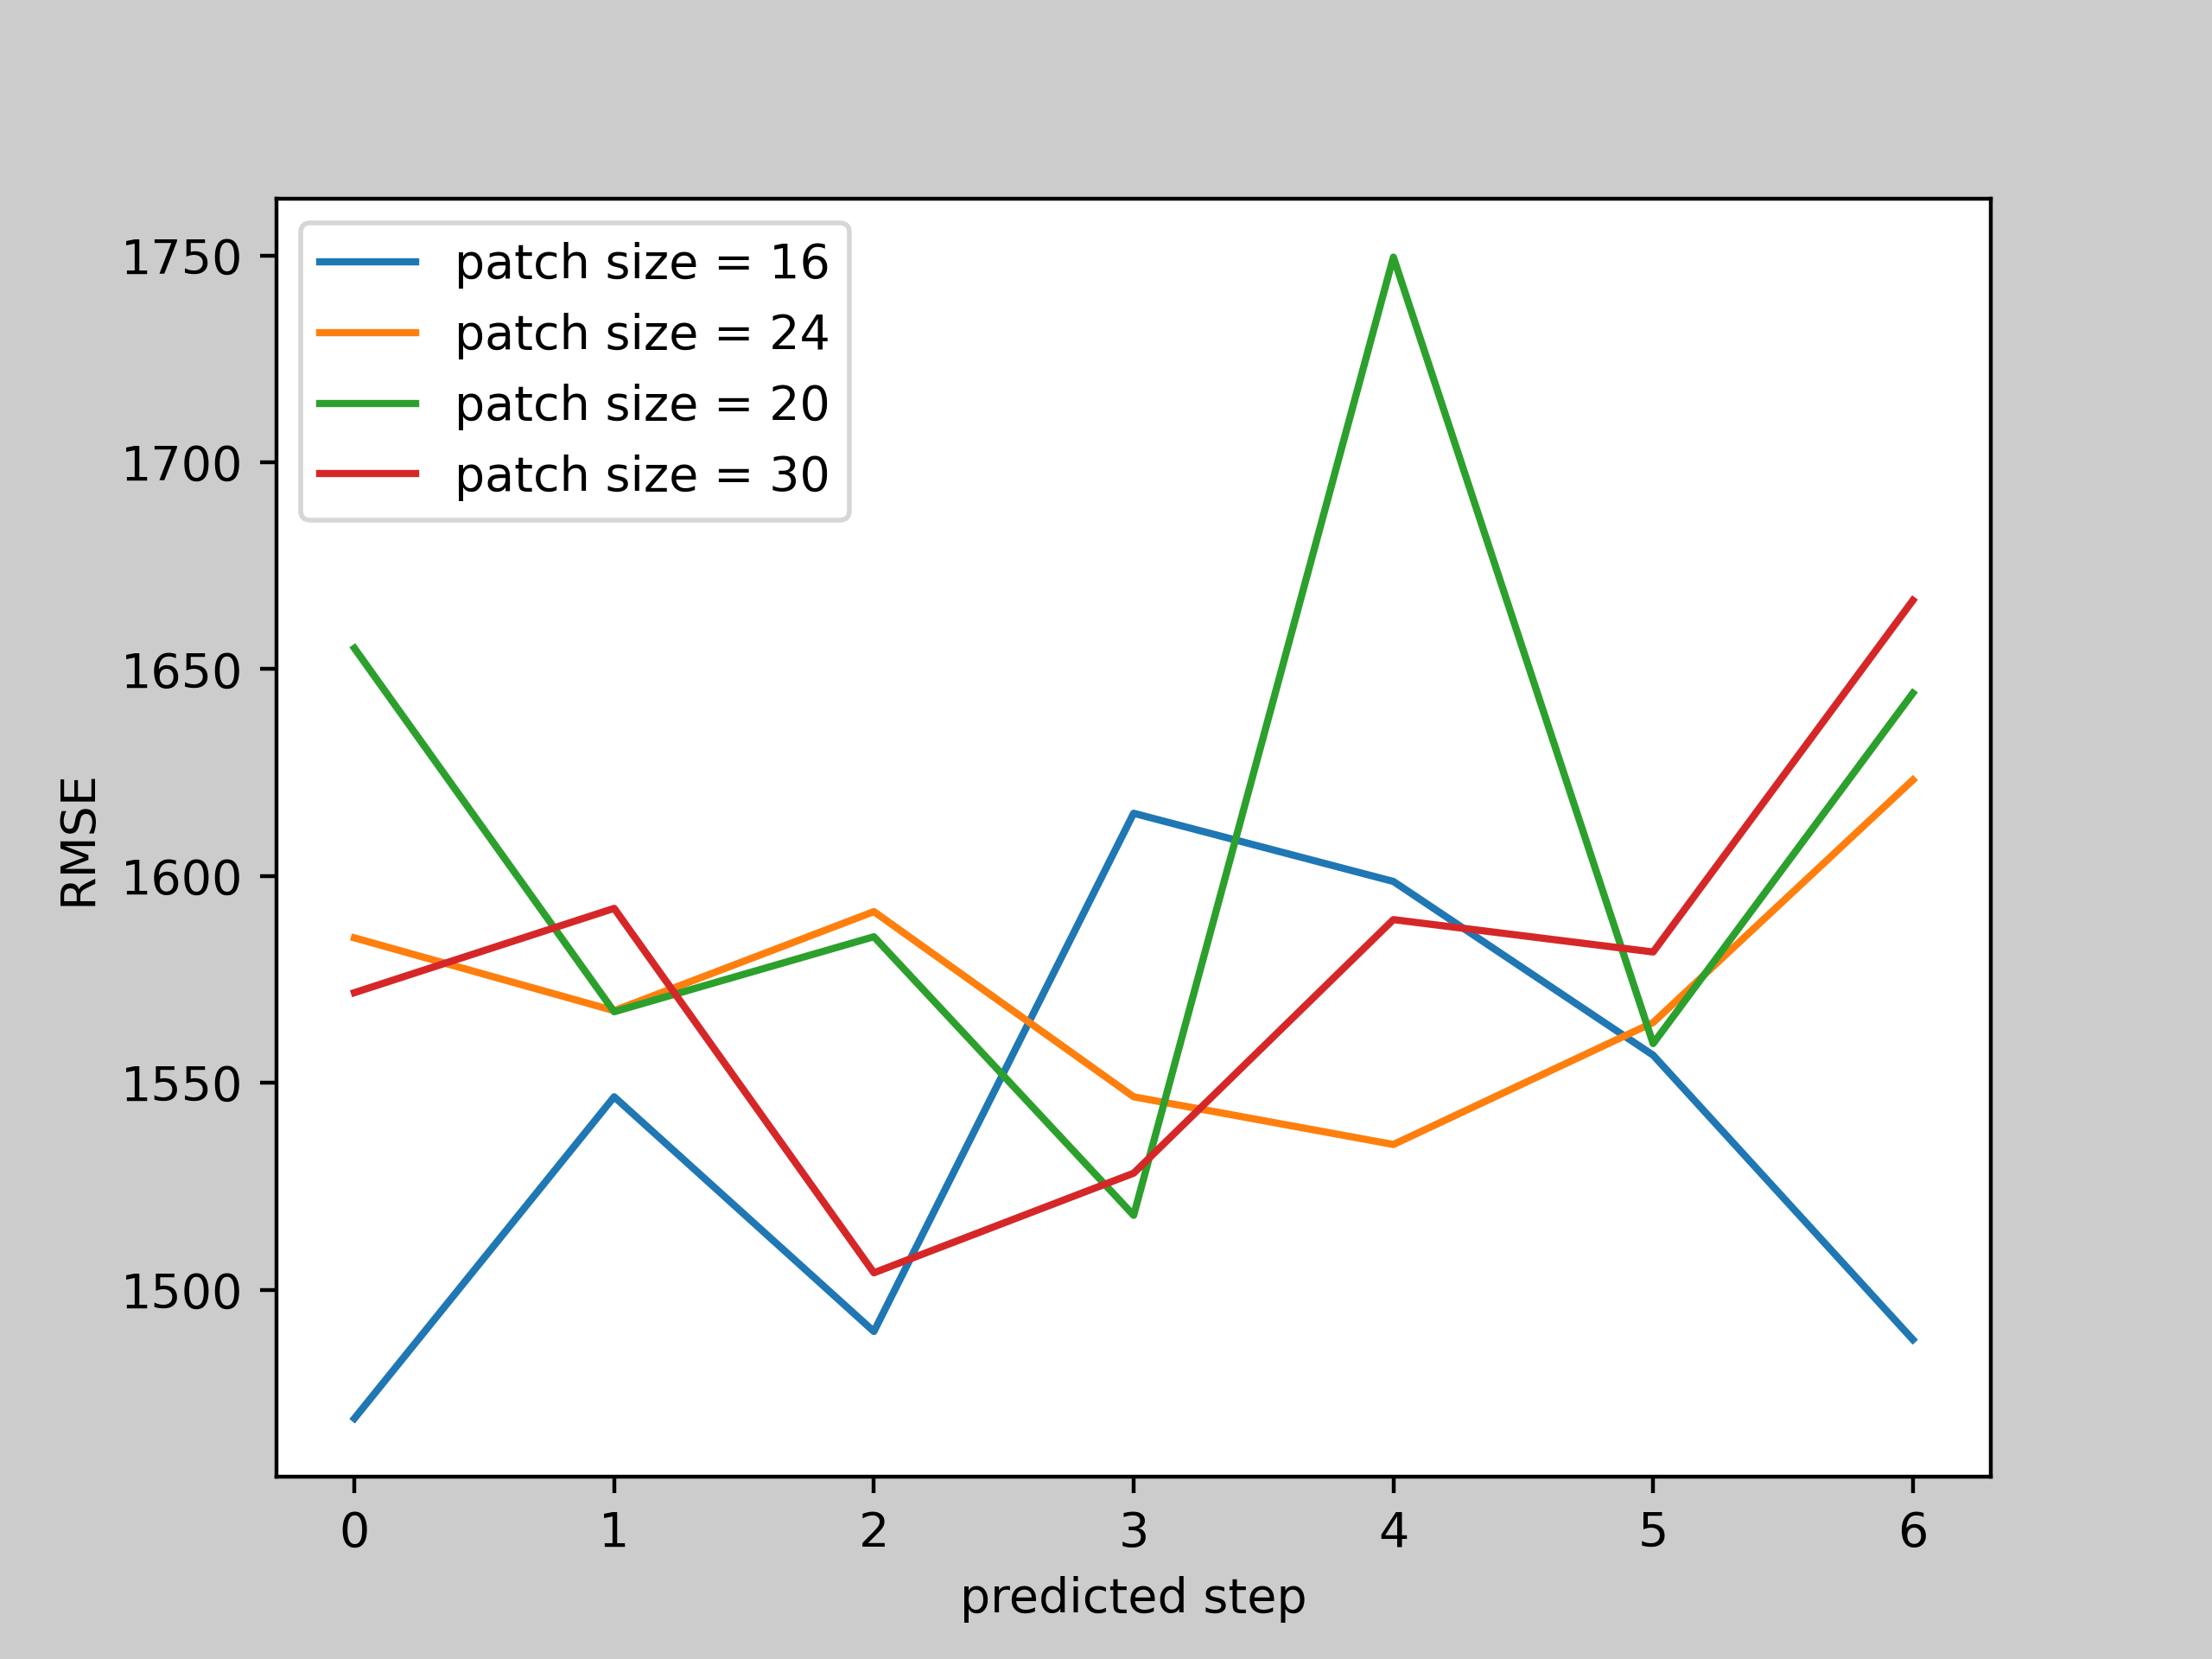 patch size = 16
patch size = 24
patch size = 20
patch size = 30
1750
1700
1650
1600
1550
1500
RMSE
0 1 2 3 4 5 6
predicted step